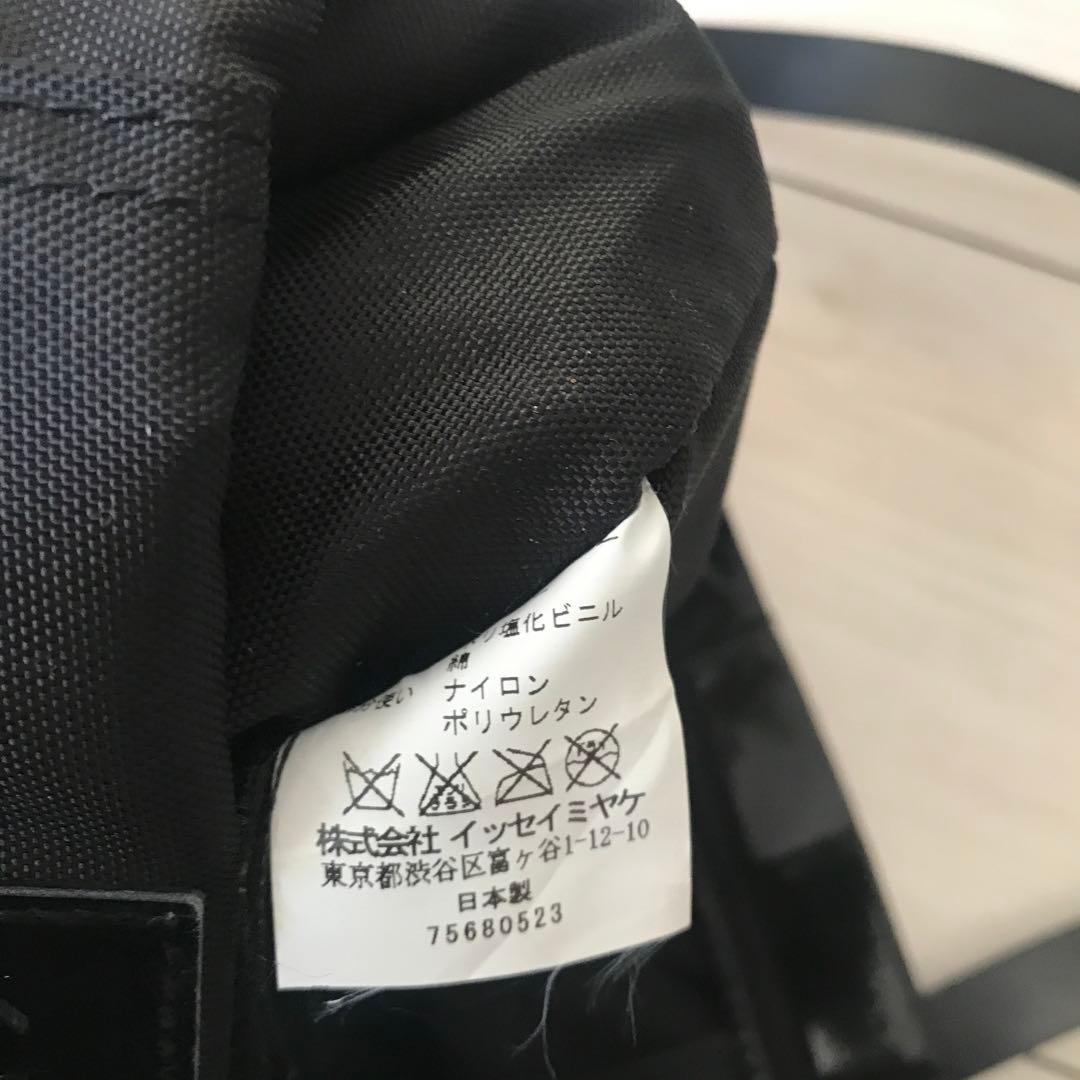 塩化ビニル
綿
使い ナイロン
ポリウレタン
株式会社 イッセイミヤケ
東京都渋谷区富ヶ谷1-12-10
日本製
75680523